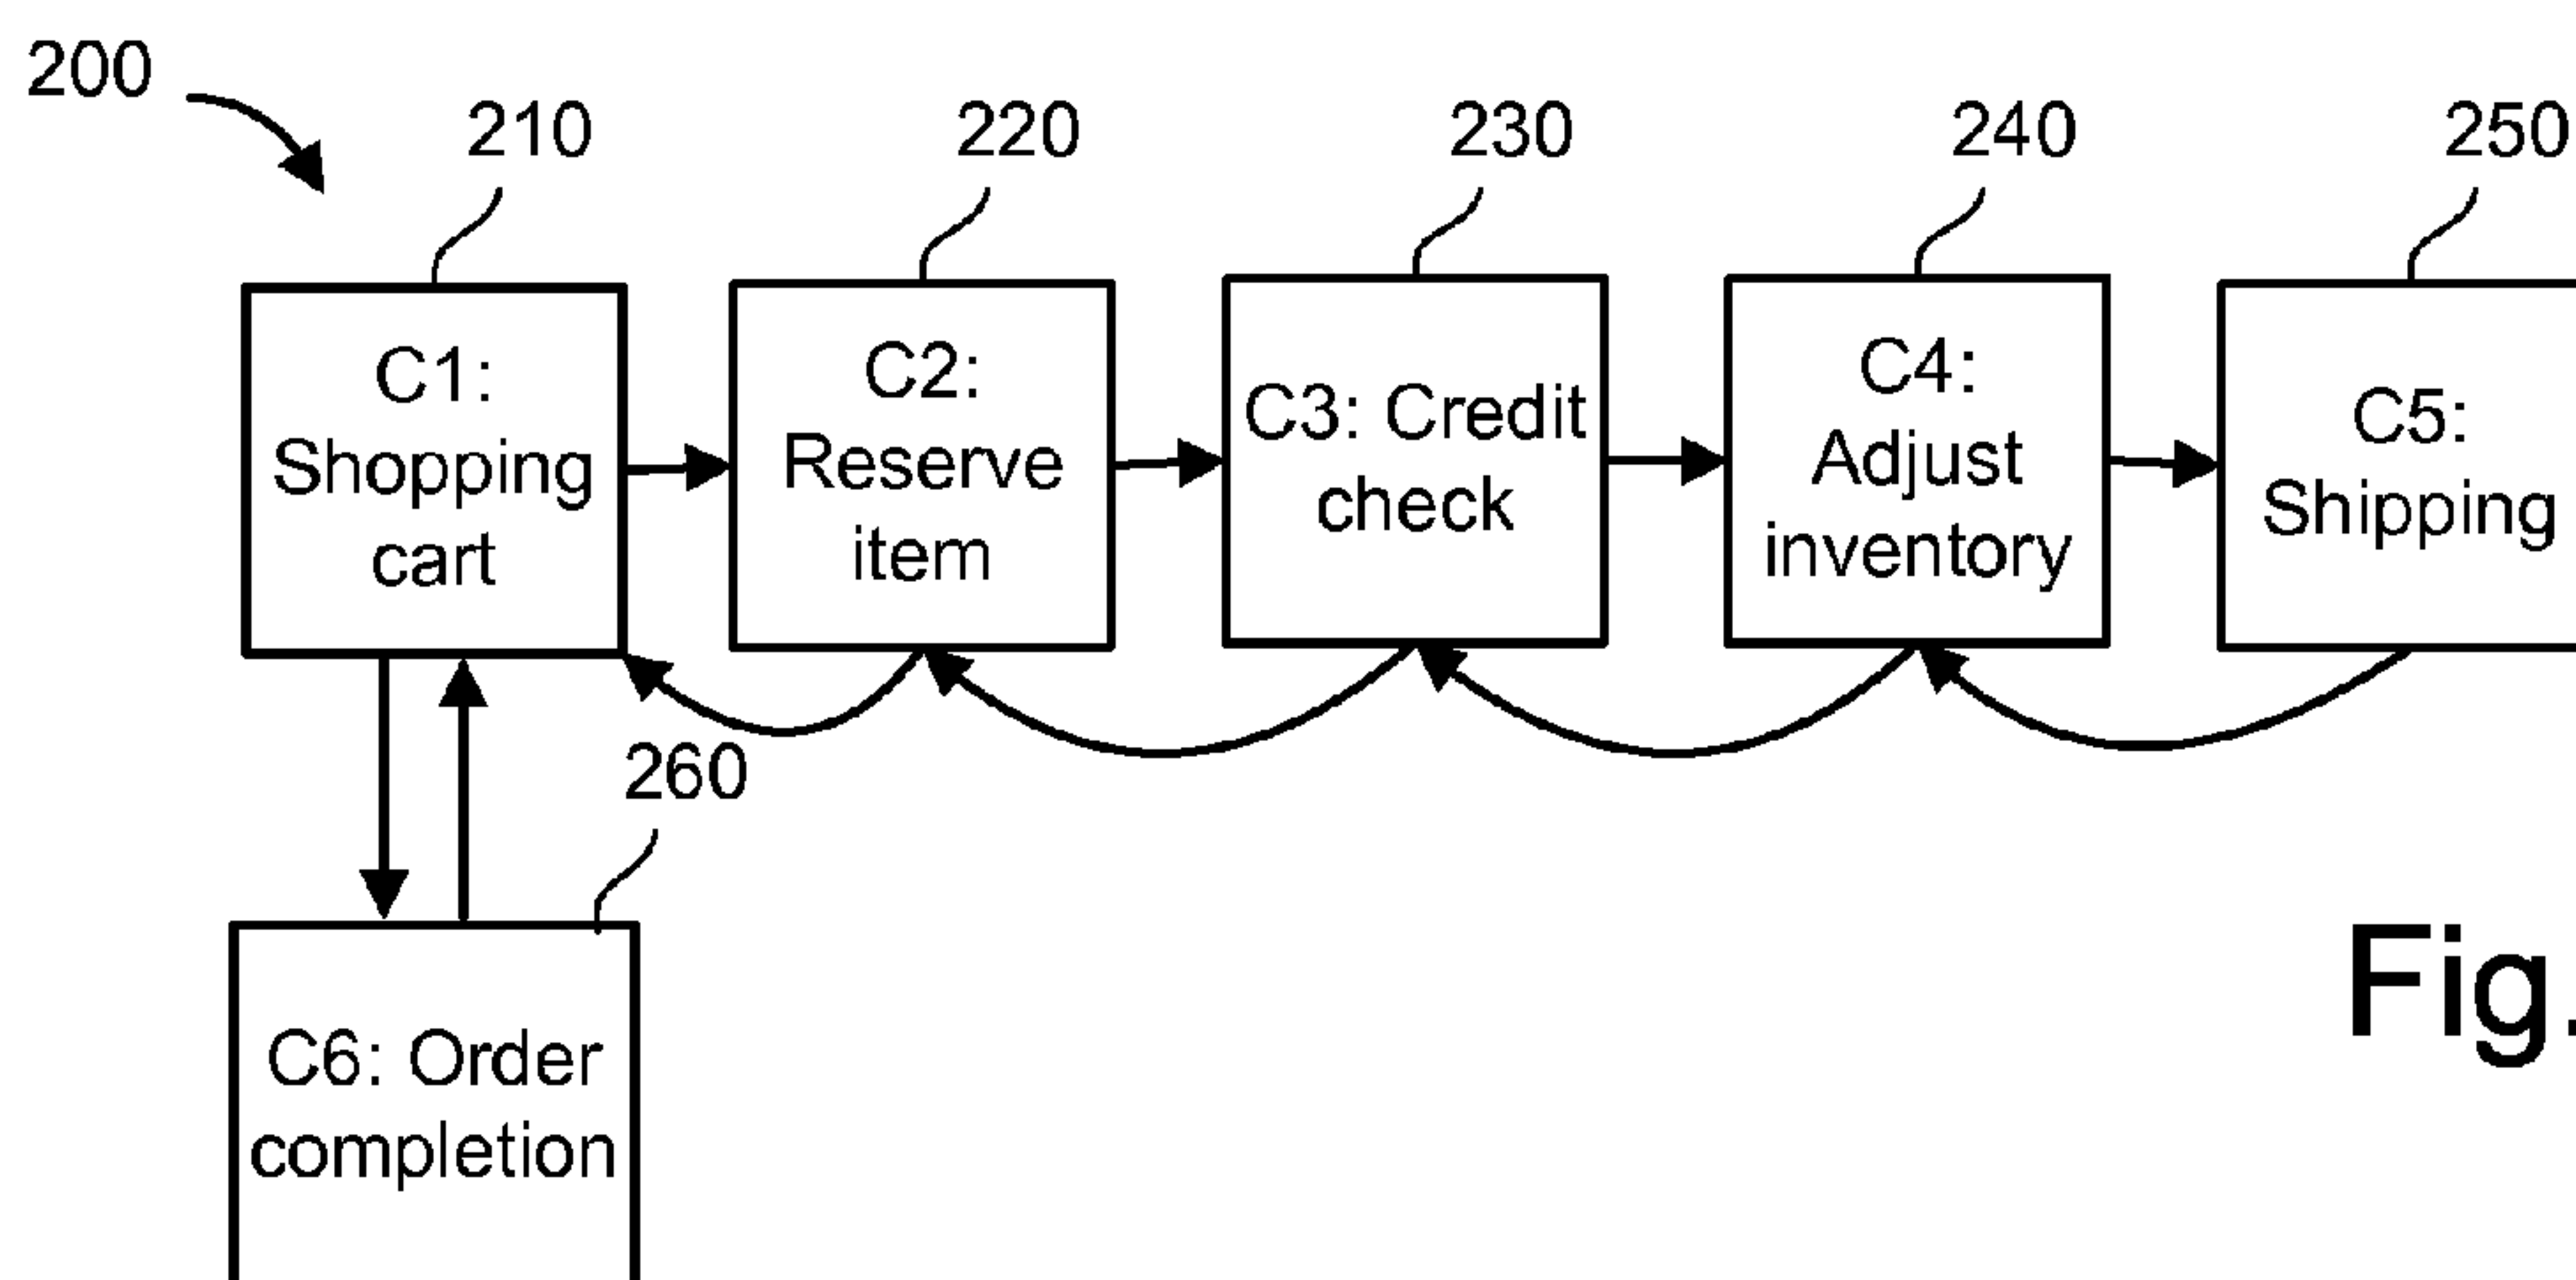 200
210
220
230
240
250
C1:
Shopping
cart
C2:
Reserve
item
C3: Credit
check
C4:
Adjust
inventory
C5:
Shipping
260
C6: Order
completion
Fig.